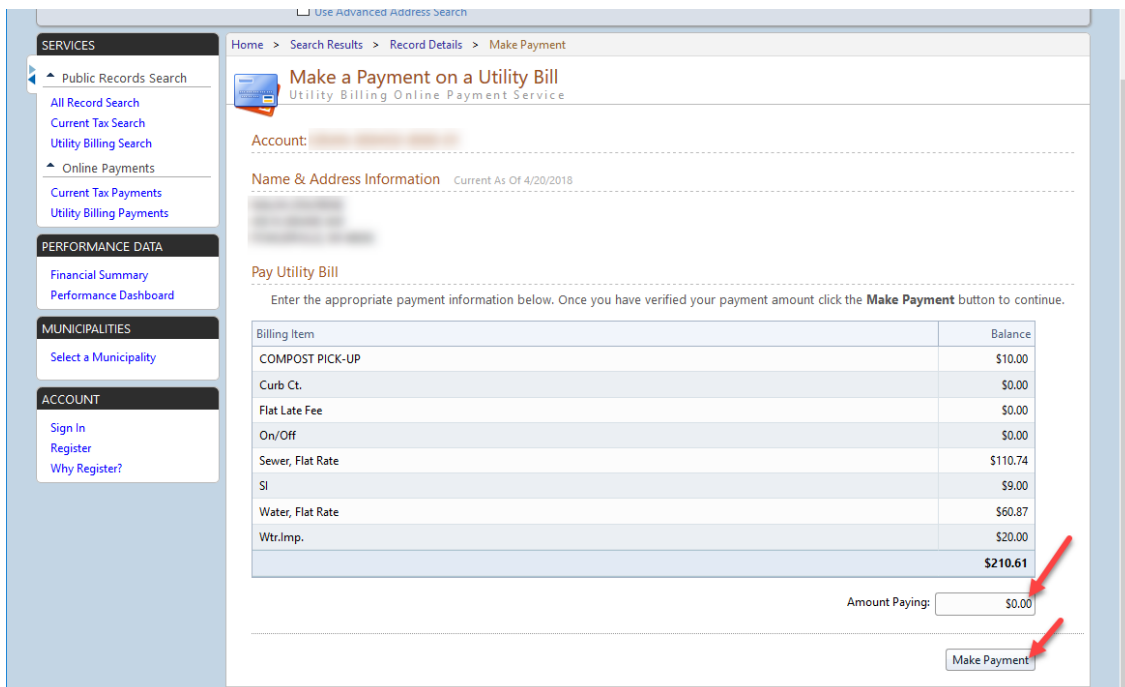 Use Advanced Address Search
SERVICES
Public Records Search
All Record Search
Current Tax Search
Utility Billing Search
Online Payments
Current Tax Payments
Utility Billing Payments
PERFORMANCE DATA
Financial Summary
Performance Dashboard
MUNICIPALITIES
Select a Municipality
ACCOUNT
Sign In
Register
Why Register?
Home > Search Results > Record Details > Make Payment
Make a Payment on a Utility Bill
Utility Billing Online Payment Service
Account:
Name & Address Information Current As Of 4/20/2018
Pay Utility Bill
Enter the appropriate payment information below. Once you have verified your payment amount click the Make Payment button to continue.
Billing Item Balance
COMPOST PICK-UP $10.00
Curb Ct. $0.00
Flat Late Fee $0.00
On/Off $0.00
Sewer, Flat Rate $110.74
SI $9.00
Water, Flat Rate $60.87
Wtr.Imp. $20.00
$210.61
Amount Paying: $0.00
Make Payment